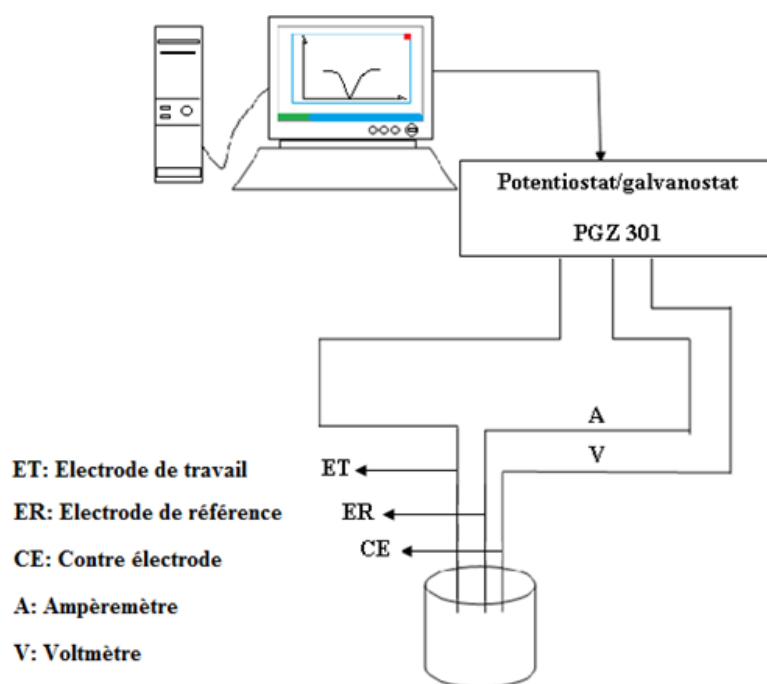 Potentiostat/galvanostat
PGZ 301
A
V
ET: Electrode de travail
ET
ER: Electrode de référence
ER
CE: Contre électrode
CE
A: Ampèremètre
V: Voltmètre